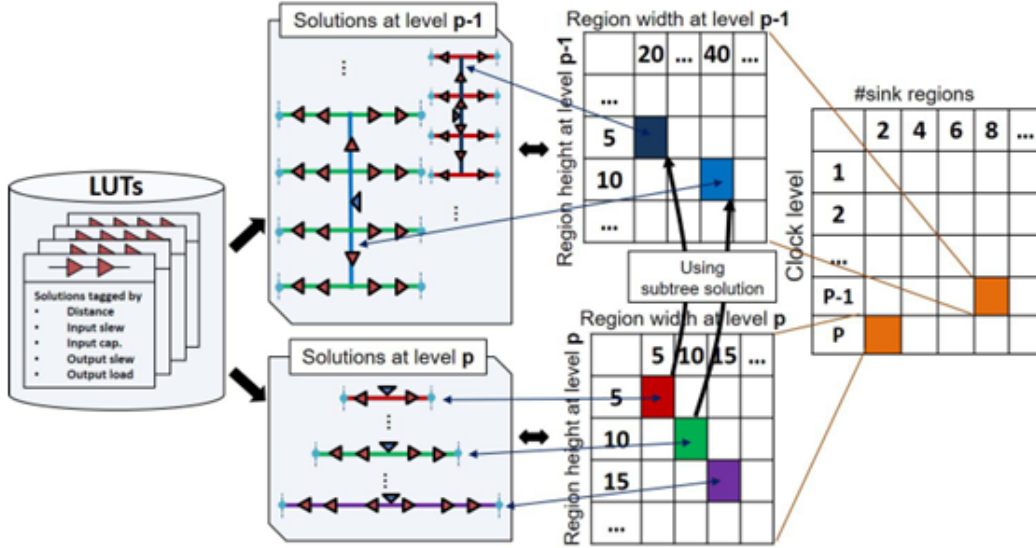 LUTs
Solutions tagged by
• Distance
• Input slew
• Input cap.
• Output slew
• Output load
Solutions at level p-1
...
...
Solutions at level p
...
...
Region width at level p-1
Region height at level p-1
20 ... 40 ...
...
5
10
...
Using
subtree solution
Region width at level p
Region height at level p
5 10 15 ...
5
10
15
...
#sink regions
Clock level
2 4 6 8 ...
1
2
...
P-1
P